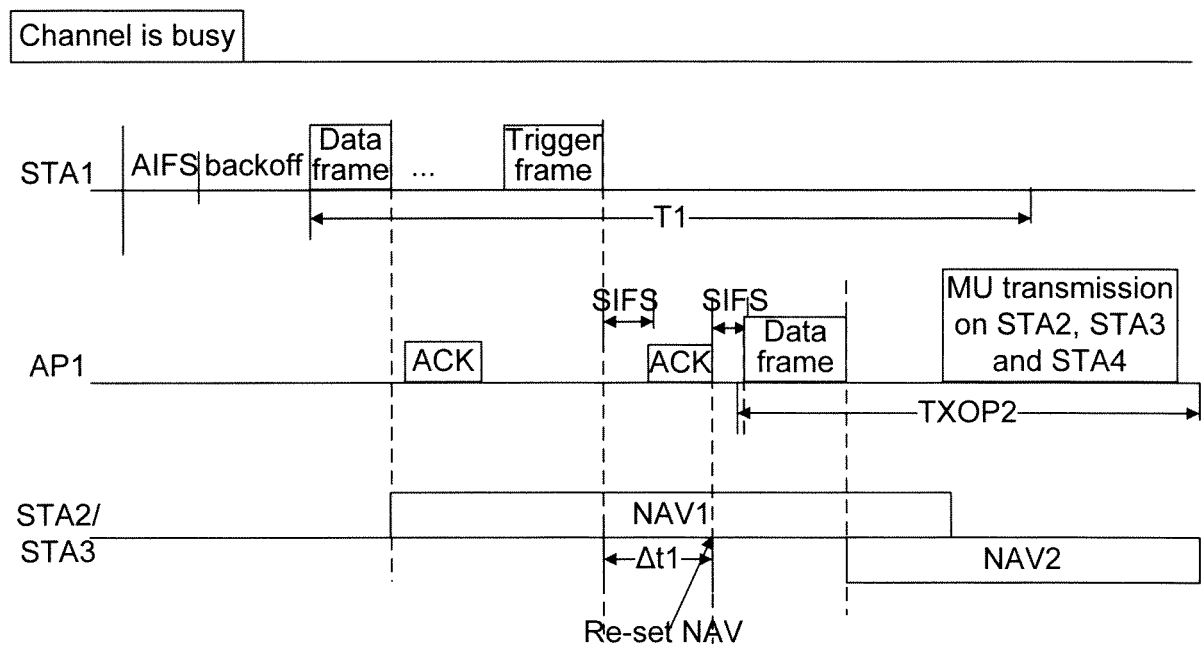 Channel is busy
STA1
AIFS
backoff
Data
frame
...
Trigger
frame
T1
AP1
ACK
SIFS
ACK
SIFS
Data
frame
MU transmission
on STA2, STA3
and STA4
TXOP2
STA2/
STA3
NAV1
Δt1
NAV2
Re-set NAV